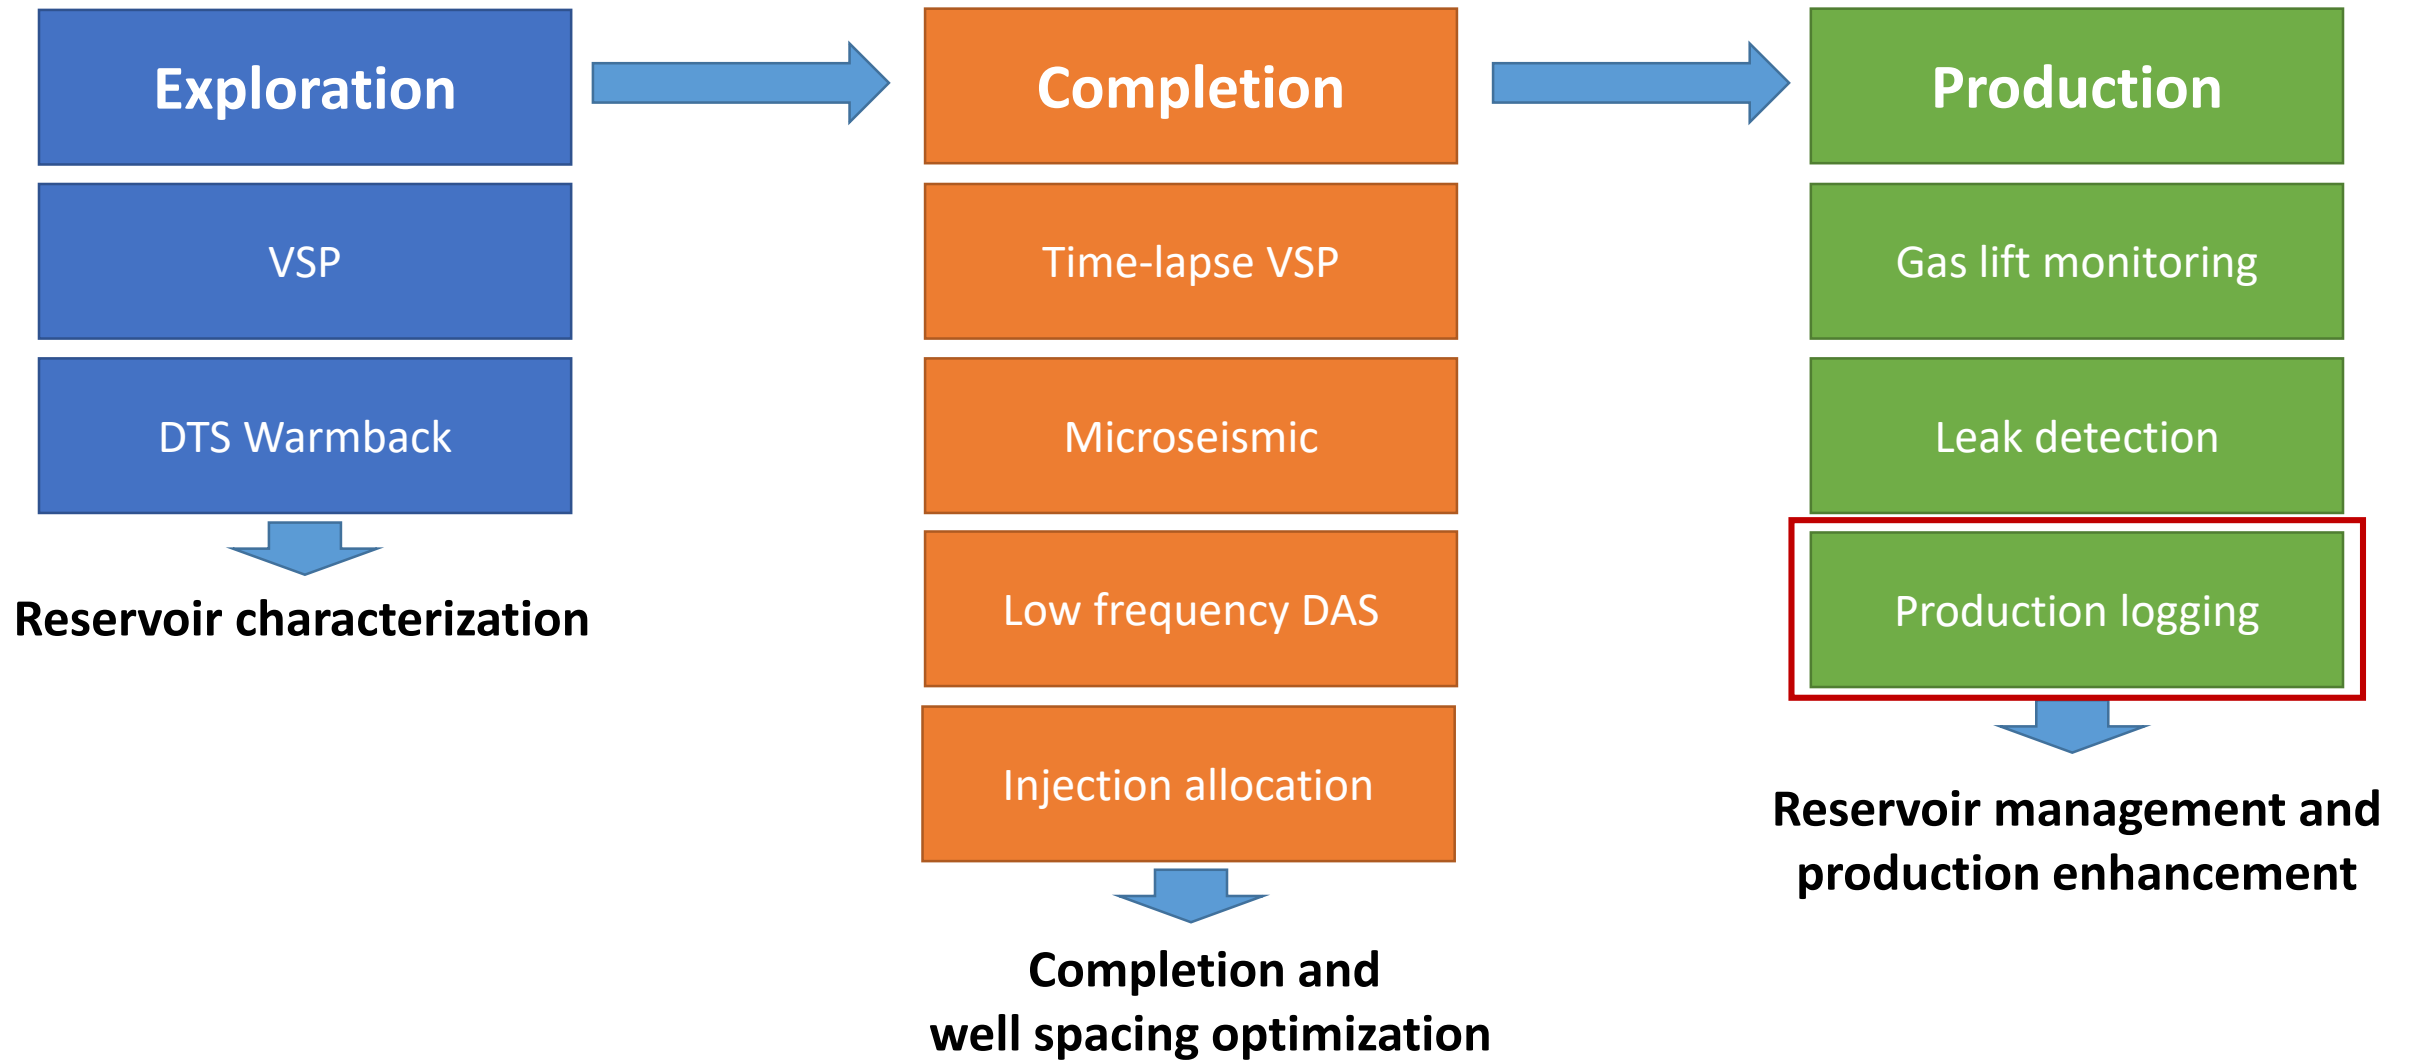 Exploration
VSP
DTS Warmback
Reservoir characterization
Completion
Time-lapse VSP
Microseismic
Low frequency DAS
Injection allocation
Completion and
well spacing optimization
Production
Gas lift monitoring
Leak detection
Production logging
Reservoir management and
production enhancement